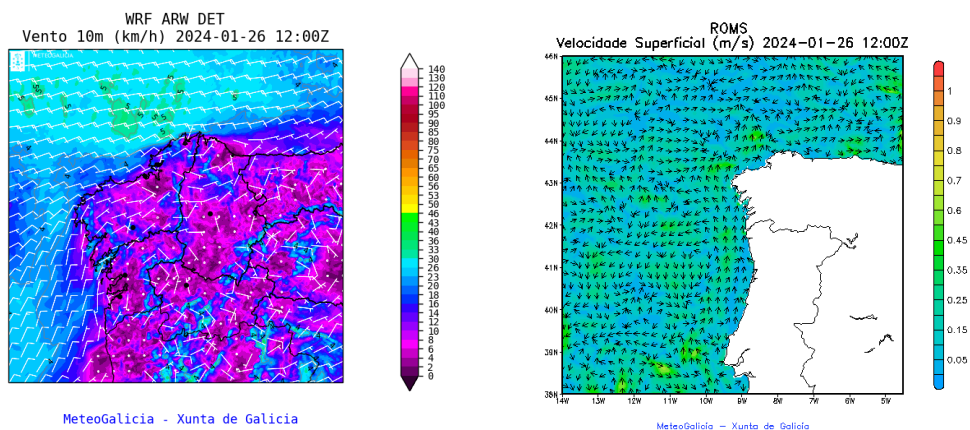 WRF ARW DET
Vento 10m (km/h) 2024-01-26 12:00Z
METEOGALICIA
140
130
120
110
100
95
90
85
80
75
70
65
60
56
53
50
46
43
40
36
33
30
26
23
20
18
16
14
12
10
8
6
4
2
0
MeteoGalicia - Xunta de Galicia
ROMS
Velocidade Superficial (m/s) 2024-01-26 12:00Z
46N
45N
44N
43N
42N
41N
40N
39N
38N
14W 13W 12W 11W 10W 9W 8W 7W 6W 5W
1
0.9
0.8
0.7
0.6
0.45
0.35
0.25
0.15
0.05
MeteoGalicia - Xunta de Galicia